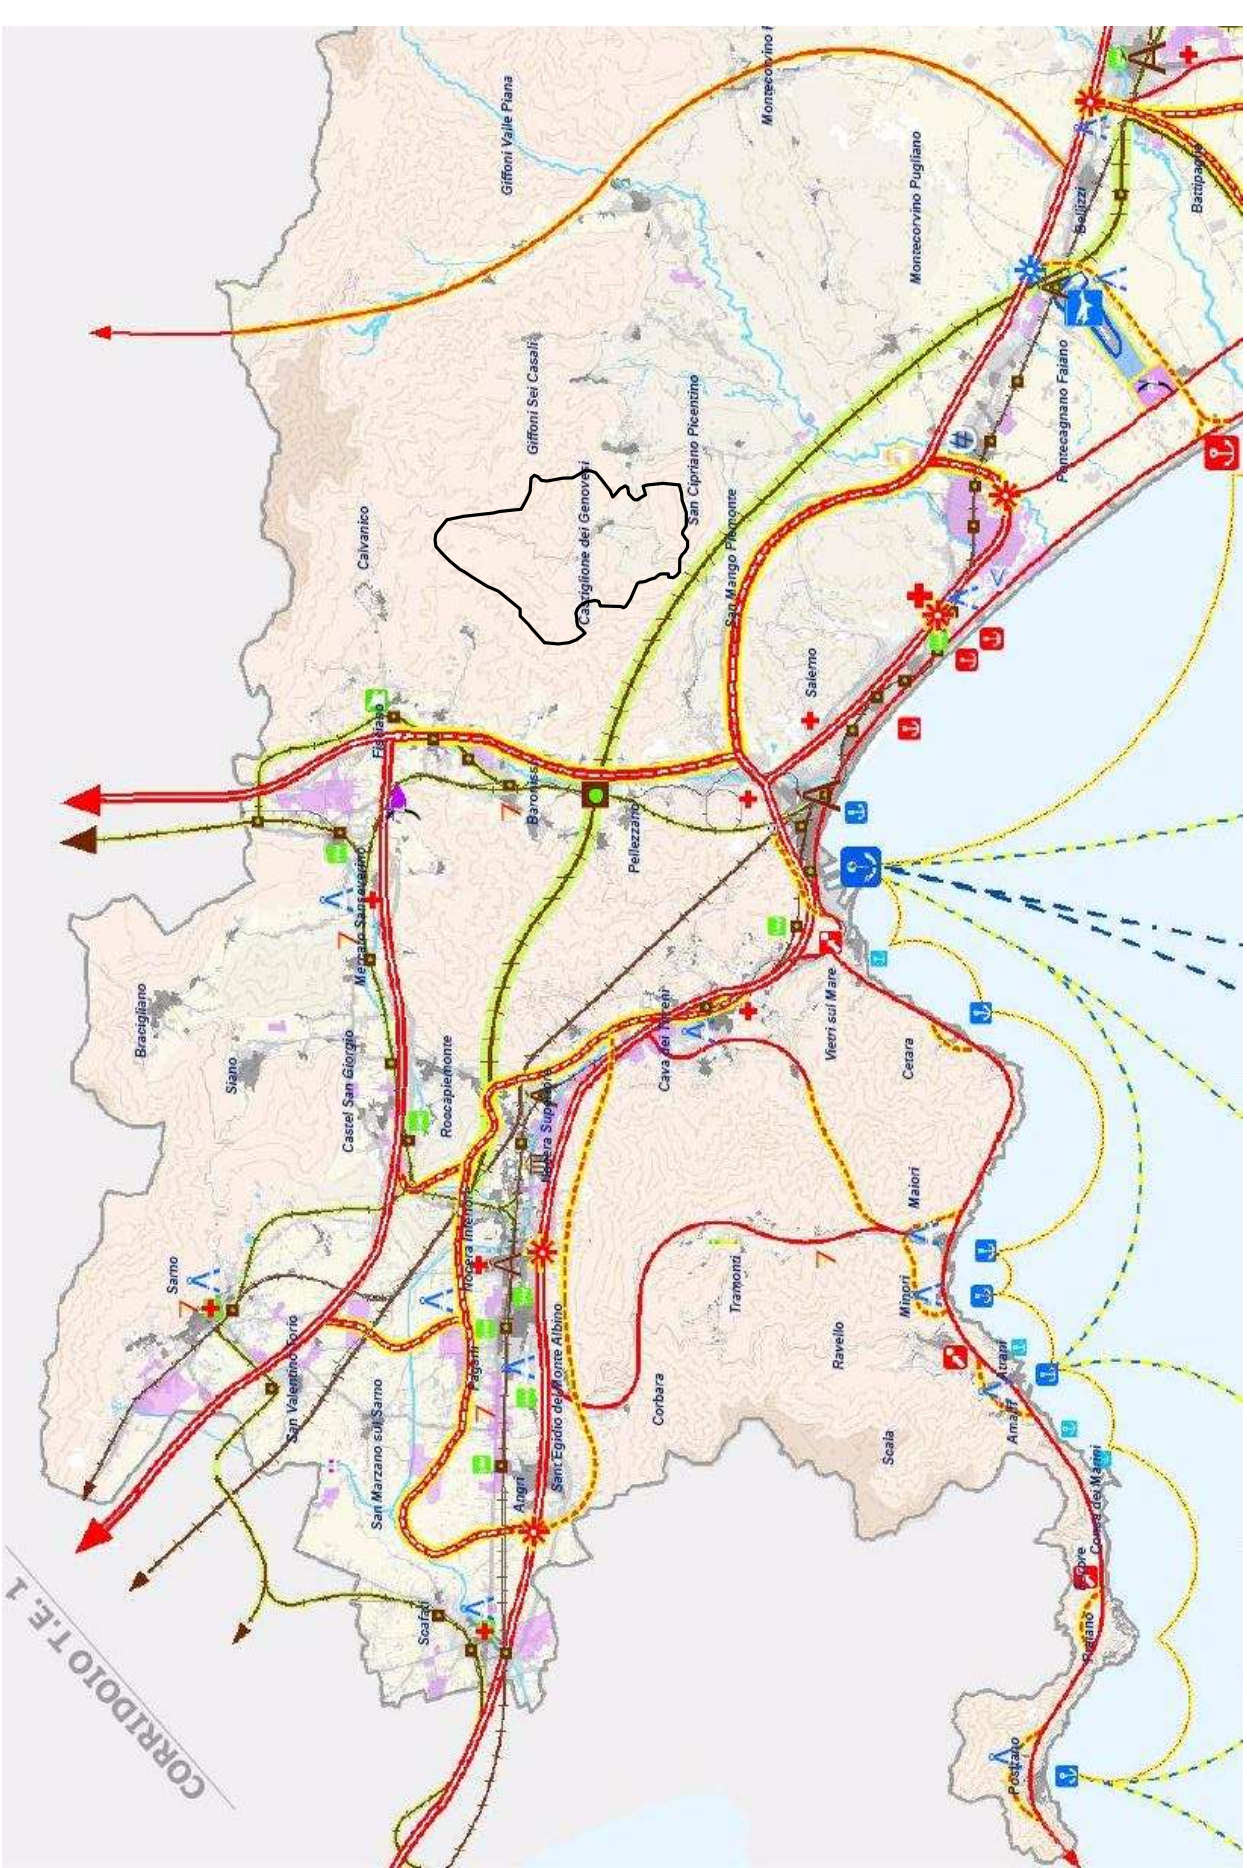 CORRIDOIO T.E. 1
Scafati
Sarno
San Valentino Torio
San Marzano sul Sarno
Angri
Pagani
Sant Egidio del Monte Albino
Nocera Inferiore
Nocera Superiore
Corbara
Bracigliano
Siano
Castel San Giorgio
Roccapiemonte
Mercato Sanseverino
Fisciano
Calvanico
Baronissi
Pellezzano
Cava dei Tirreni
Vietri sul Mare
Cetara
Tramonti
Maiori
Minori
Ravello
Scala
Atrani
Amalfi
Conca dei Marini
Furore
Praiano
Positano
Salerno
Castiglione dei Genovesi
San Cipriano Picentino
San Mango Piemonte
Giffoni Sei Casali
Giffoni Valle Piana
Montecorvino
Montecorvino Pugliano
Pontecagnano Faiano
Bellizzi
Battipaglia